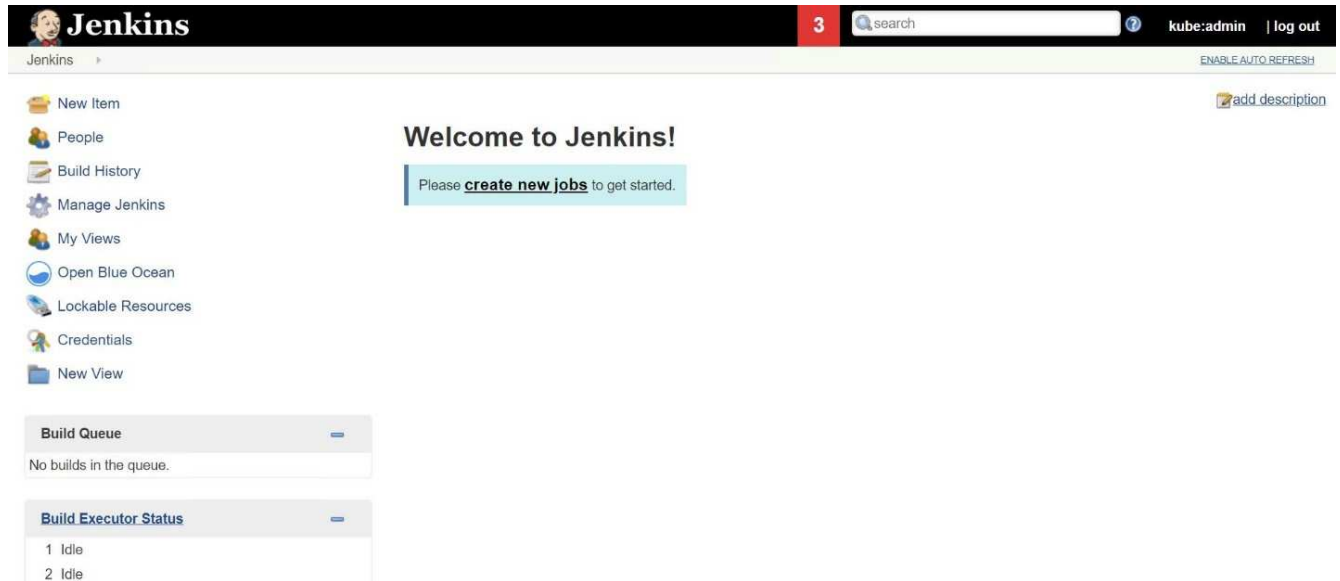 Jenkins
3
search
kube:admin | log out
Jenkins
ENABLE AUTO REFRESH
add description
New Item
People
Build History
Manage Jenkins
My Views
Open Blue Ocean
Lockable Resources
Credentials
New View
Welcome to Jenkins!
Please create new jobs to get started.
Build Queue
No builds in the queue.
Build Executor Status
1 Idle
2 Idle